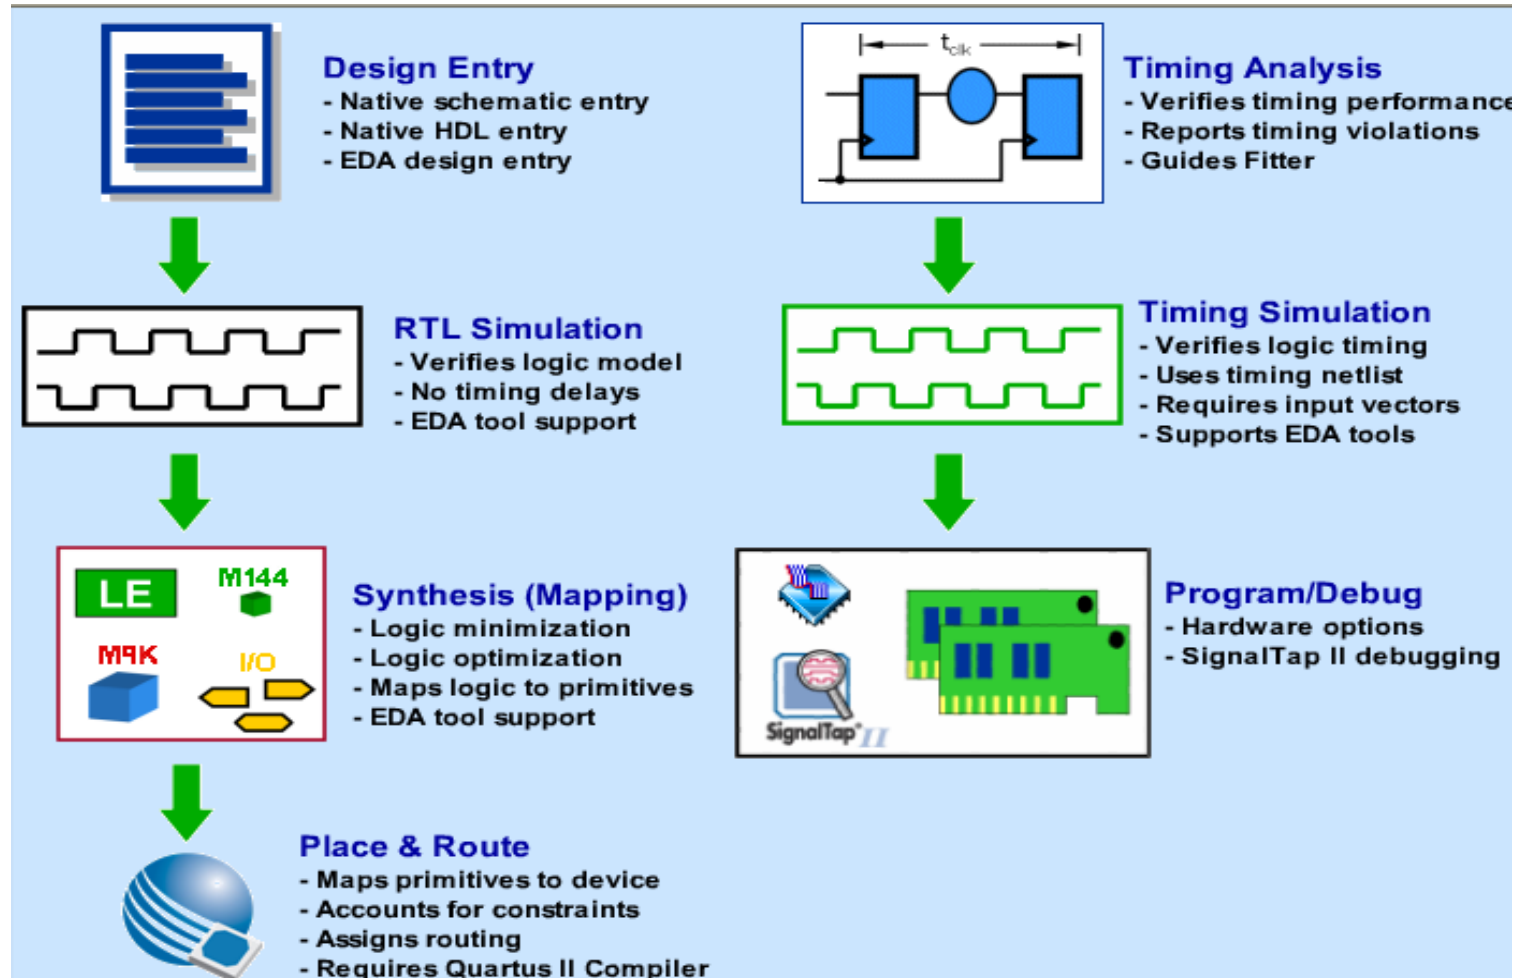 Design Entry
- Native schematic entry
- Native HDL entry
- EDA design entry
RTL Simulation
- Verifies logic model
- No timing delays
- EDA tool support
LE
M144
M9K
I/O
Synthesis (Mapping)
- Logic minimization
- Logic optimization
- Maps logic to primitives
- EDA tool support
Place & Route
- Maps primitives to device
- Accounts for constraints
- Assigns routing
- Requires Quartus II Compiler
tclk
Timing Analysis
- Verifies timing performance
- Reports timing violations
- Guides Fitter
Timing Simulation
- Verifies logic timing
- Uses timing netlist
- Requires input vectors
- Supports EDA tools
SignalTap II
Program/Debug
- Hardware options
- SignalTap II debugging